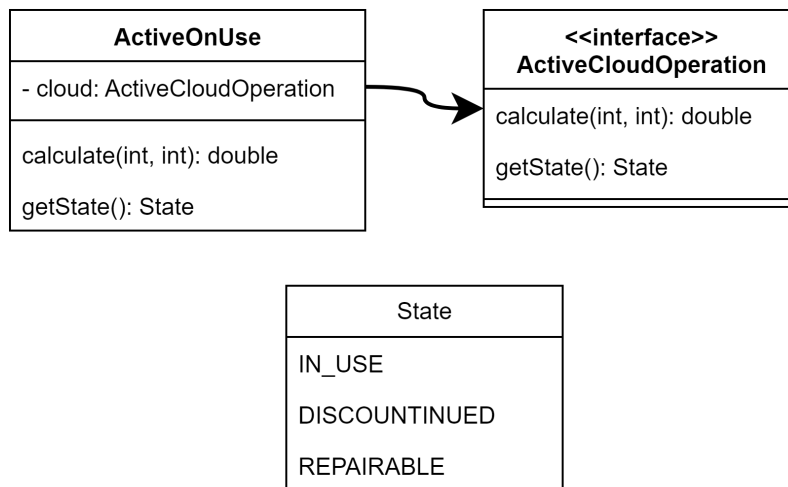 ActiveOnUse
- cloud: ActiveCloudOperation
calculate(int, int): double
getState(): State
<<interface>>
ActiveCloudOperation
calculate(int, int): double
getState(): State
State
IN_USE
DISCOUNTINUED
REPAIRABLE